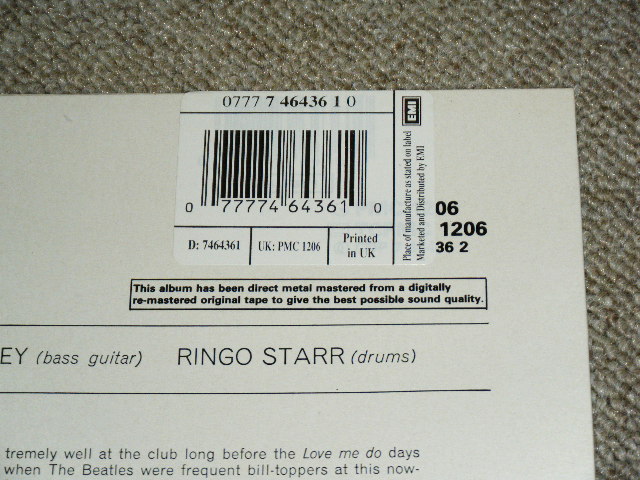 0777 7 46436 1 0
0 77774 64361 0
D: 7464361
UK: PMC 1206
Printed
in UK
EMI
Place of manufacture as stated on label
Marketed and Distributed by EMI
06
1206
36 2
This album has been direct metal mastered from a digitally
re-mastered original tape to give the best possible sound quality.
EY (bass guitar) RINGO STARR (drums)
tremely well at the club long before the Love me do days
when The Beatles were frequent bill-toppers at this now-